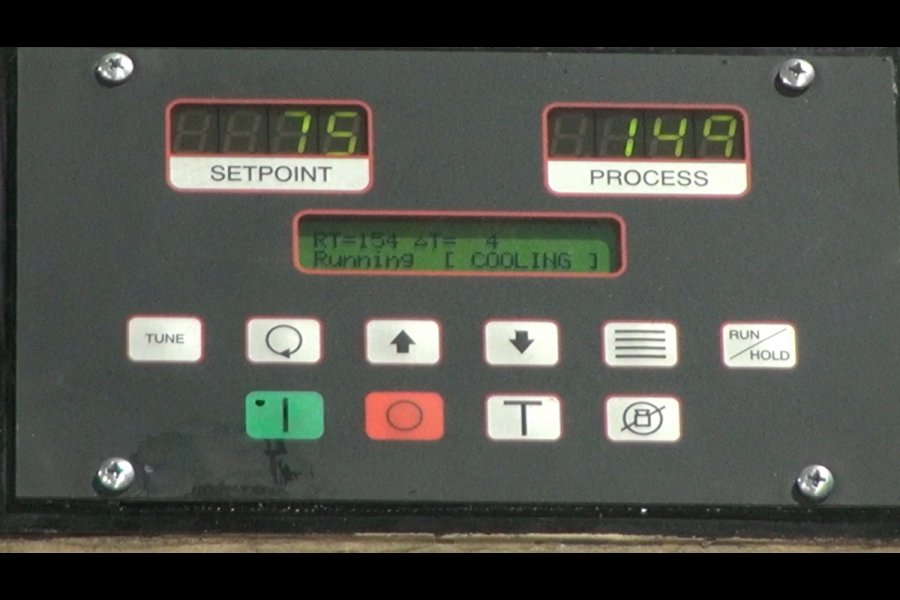 75
SETPOINT
149
PROCESS
RT=154 ΔT= 4
Running [ COOLING ]
TUNE
RUN/HOLD